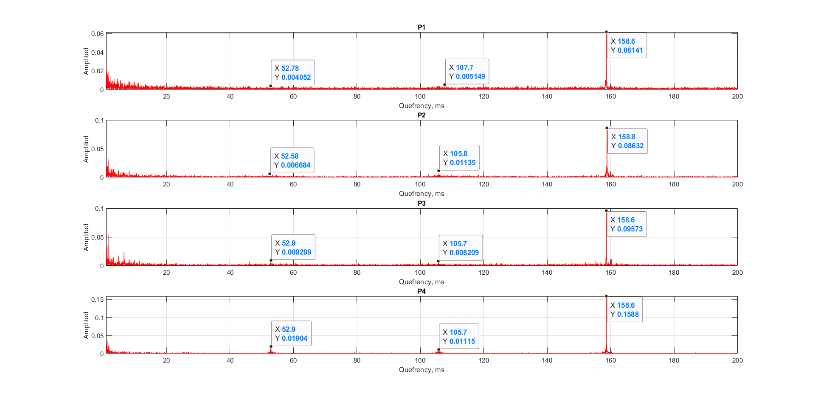 P1
Amplitud
0.06
0.04
0.02
0
X 52.78
Y 0.004052
X 107.7
Y 0.005149
X 158.6
Y 0.06141
20 40 60 80 100 120 140 160 180 200
Quefrency, ms
P2
Amplitud
0.1
0.05
0
X 52.58
Y 0.006684
X 105.8
Y 0.01135
X 158.8
Y 0.08632
20 40 60 80 100 120 140 160 180 200
Quefrency, ms
P3
Amplitud
0.1
0.05
0
X 52.9
Y 0.009299
X 105.7
Y 0.008209
X 158.6
Y 0.09573
20 40 60 80 100 120 140 160 180 200
Quefrency, ms
P4
Amplitud
0.15
0.1
0.05
0
X 52.9
Y 0.01904
X 105.7
Y 0.01115
X 158.6
Y 0.1588
20 40 60 80 100 120 140 160 180 200
Quefrency, ms